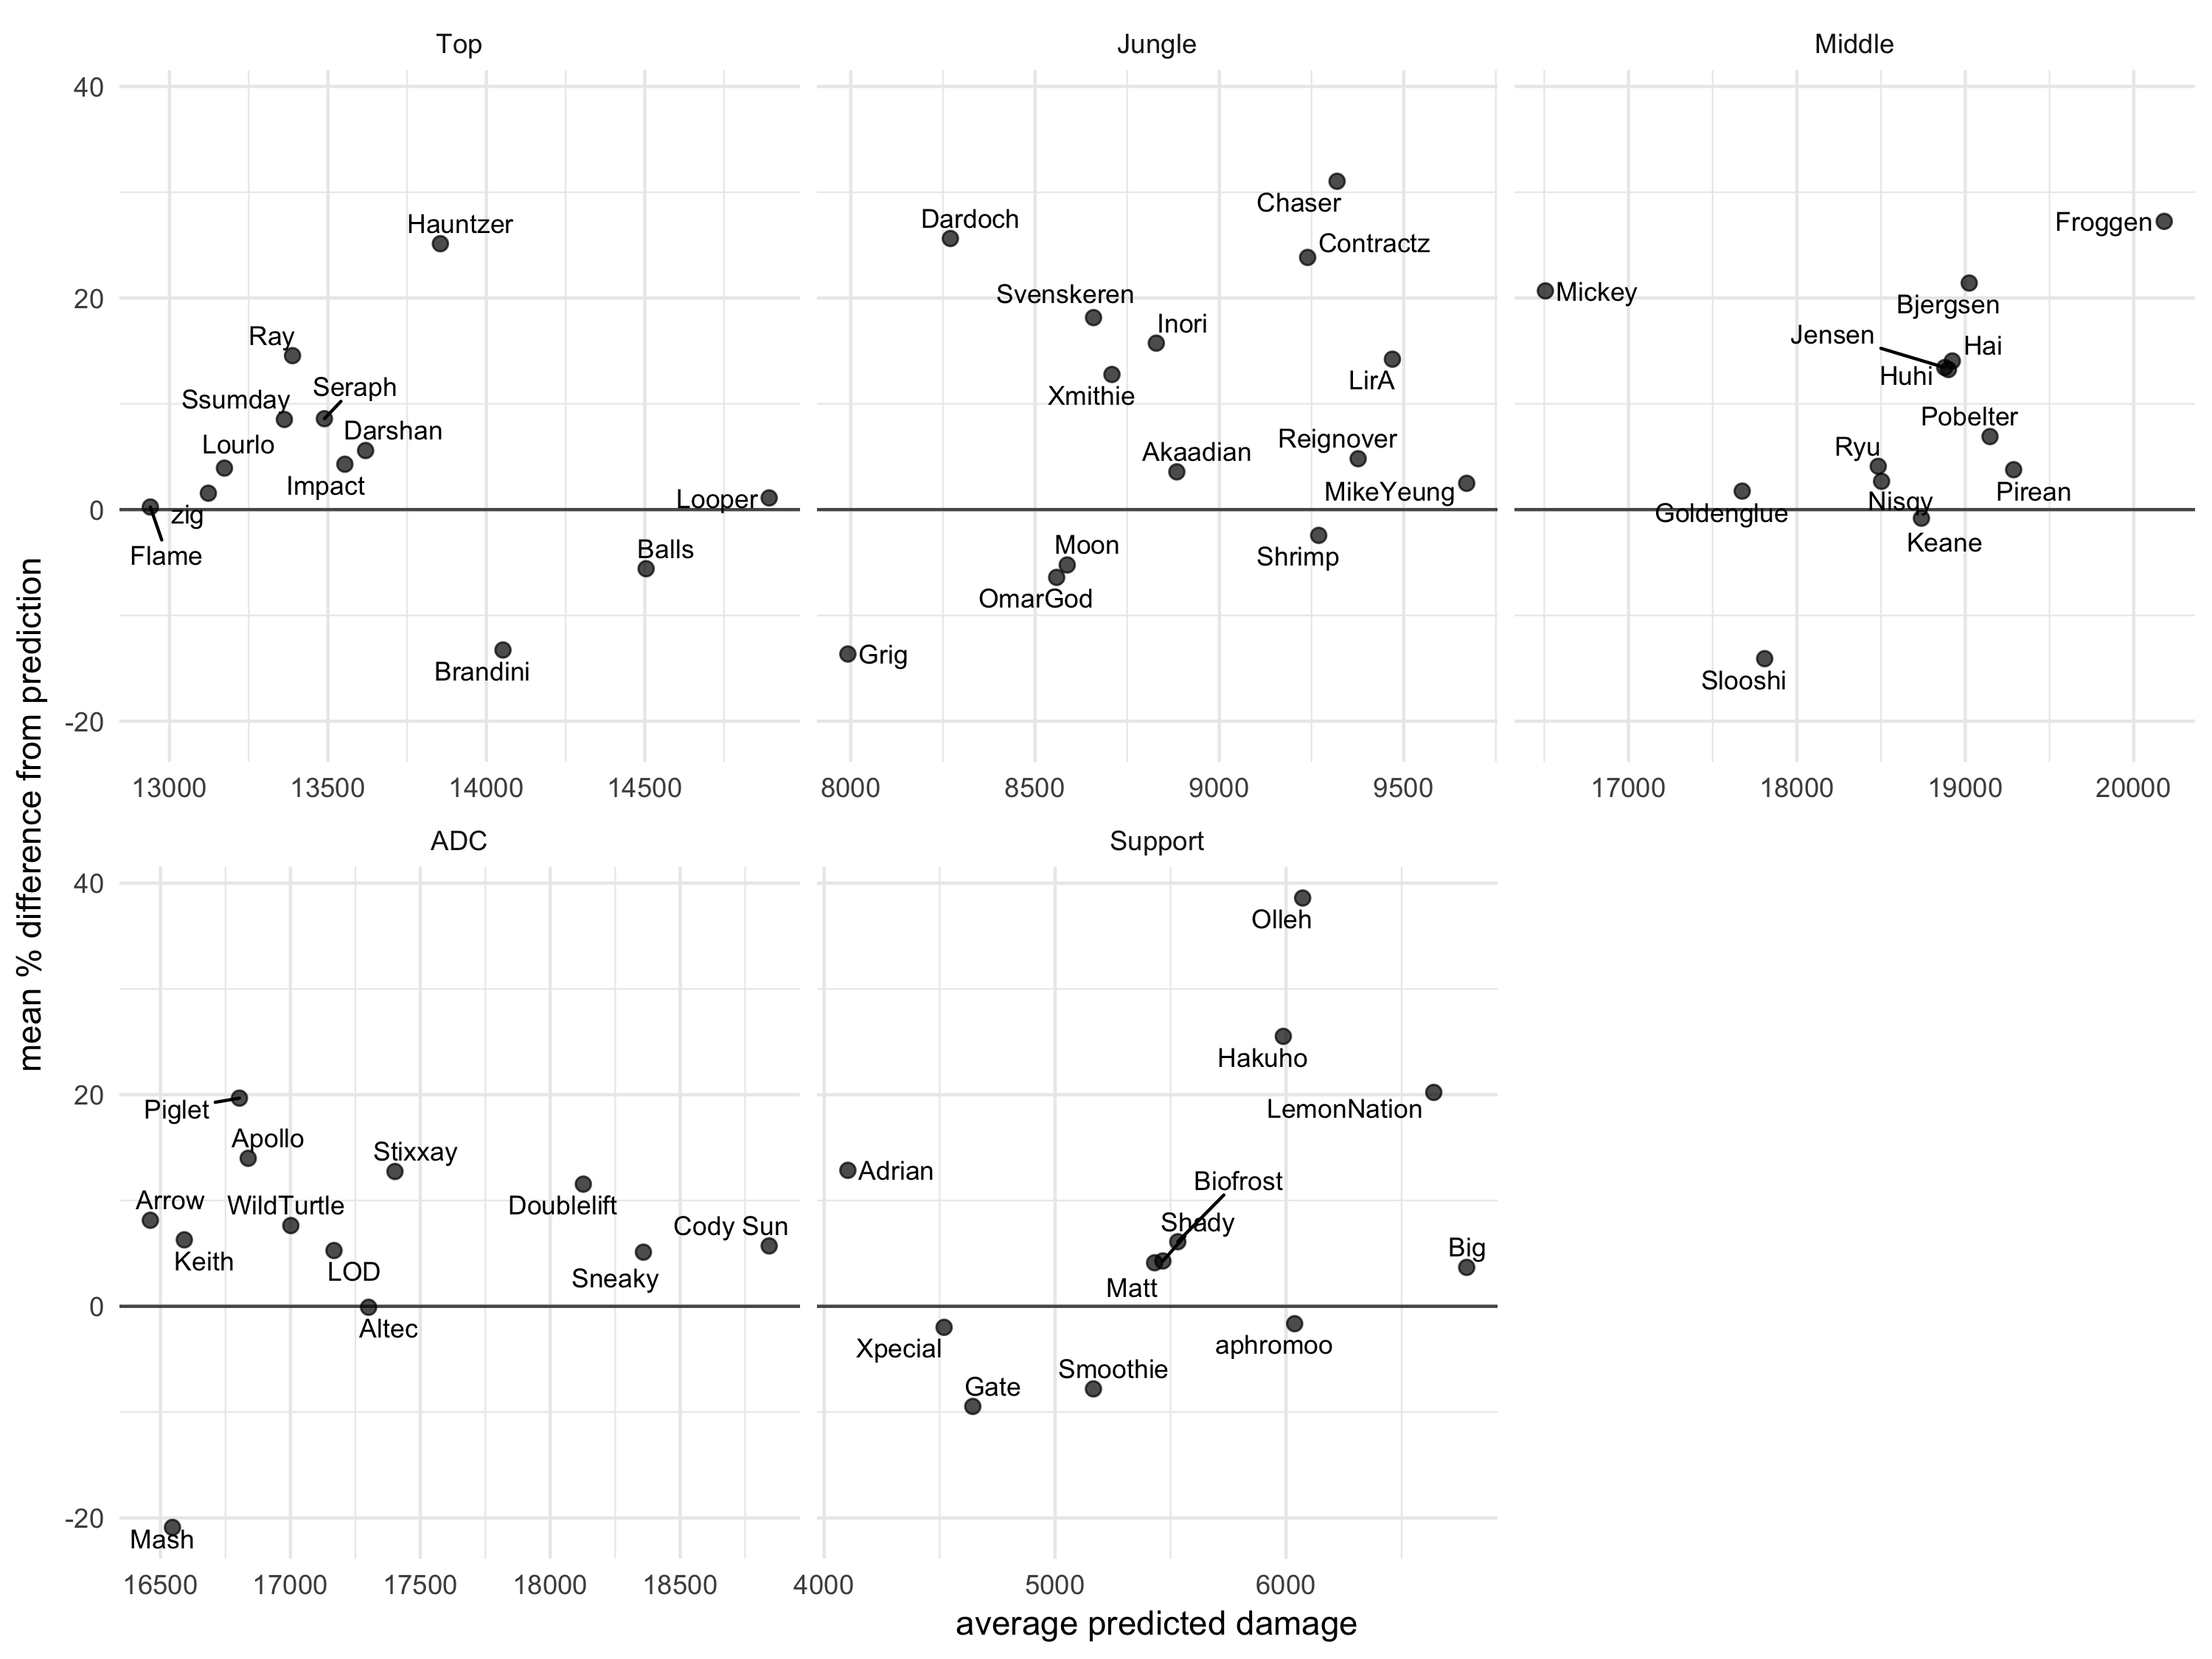 Top
Jungle
Middle
40
20
0
-20
mean % difference from prediction
Hauntzer
Ray
Seraph
Ssumday
Darshan
Lourlo
Impact
zig
Flame
Looper
Balls
Brandini
13000 13500 14000 14500
Chaser
Dardoch
Contractz
Svenskeren
Inori
LirA
Xmithie
Reignover
Akaadian
MikeYeung
Moon
Shrimp
OmarGod
Grig
8000 8500 9000 9500
Froggen
Mickey
Bjergsen
Jensen
Hai
Huhi
Pobelter
Ryu
Pirean
Nisqy
Goldenglue
Keane
Slooshi
17000 18000 19000 20000
ADC
Support
40
20
0
-20
Piglet
Apollo
Stixxay
Arrow
WildTurtle
Doublelift
Cody Sun
Keith
LOD
Sneaky
Altec
Mash
16500 17000 17500 18000 18500
Olleh
Hakuho
LemonNation
Adrian
Biofrost
Shady
Big
Matt
Xpecial
aphromoo
Smoothie
Gate
4000 5000 6000
average predicted damage